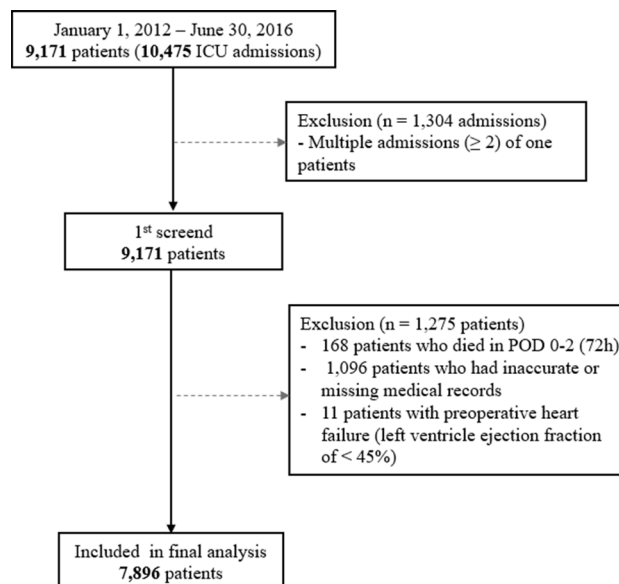 January 1, 2012 – June 30, 2016
9,171 patients (10,475 ICU admissions)
Exclusion (n = 1,304 admissions)
- Multiple admissions (≥ 2) of one
patients
1st screend
9,171 patients
Exclusion (n = 1,275 patients)
- 168 patients who died in POD 0-2 (72h)
- 1,096 patients who had inaccurate or
missing medical records
- 11 patients with preoperative heart
failure (left ventricle ejection fraction
of < 45%)
Included in final analysis
7,896 patients